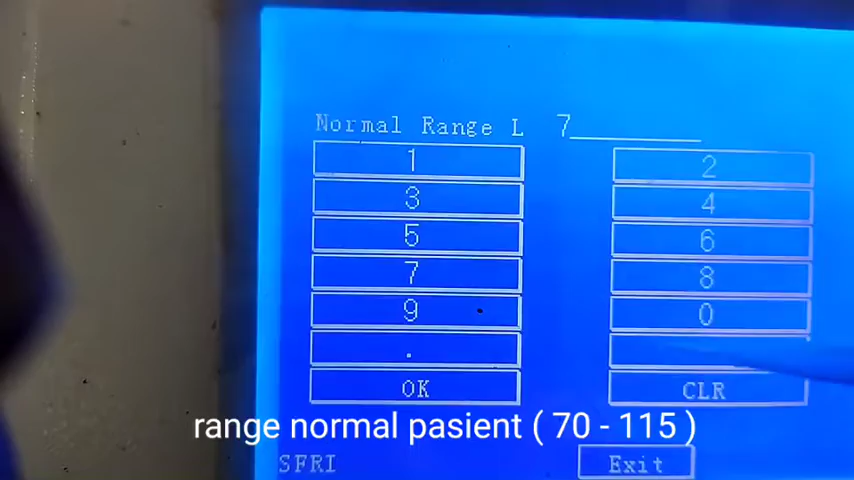 Normal Range L 7
1 2
3 4
5 6
7 8
9 0
.
OK CLR
range normal pasient ( 70 - 115 )
SFRI Exit